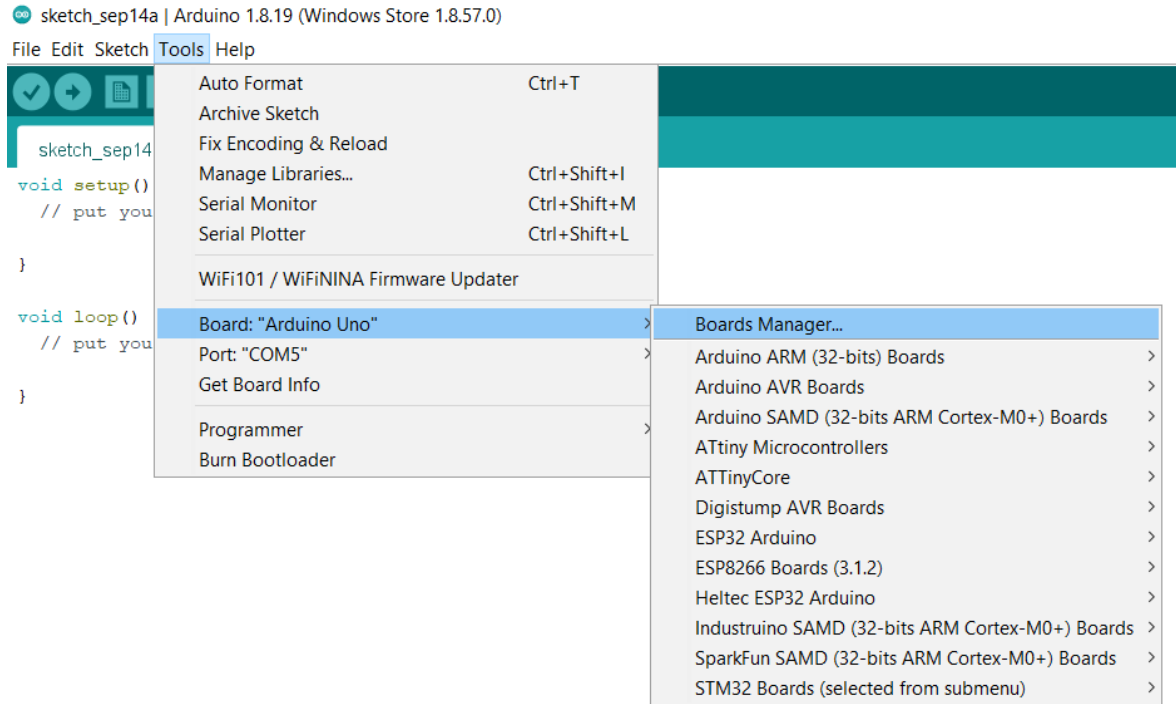 sketch_sep14a | Arduino 1.8.19 (Windows Store 1.8.57.0)
File Edit Sketch Tools Help
sketch_sep14
void setup()
// put you
}
void loop()
// put you
}
Auto Format Ctrl+T
Archive Sketch
Fix Encoding & Reload
Manage Libraries... Ctrl+Shift+I
Serial Monitor Ctrl+Shift+M
Serial Plotter Ctrl+Shift+L
WiFi101 / WiFiNINA Firmware Updater
Board: "Arduino Uno"
Port: "COM5"
Get Board Info
Programmer
Burn Bootloader
Boards Manager...
Arduino ARM (32-bits) Boards
Arduino AVR Boards
Arduino SAMD (32-bits ARM Cortex-M0+) Boards
ATtiny Microcontrollers
ATTinyCore
Digistump AVR Boards
ESP32 Arduino
ESP8266 Boards (3.1.2)
Heltec ESP32 Arduino
Industruino SAMD (32-bits ARM Cortex-M0+) Boards
SparkFun SAMD (32-bits ARM Cortex-M0+) Boards
STM32 Boards (selected from submenu)